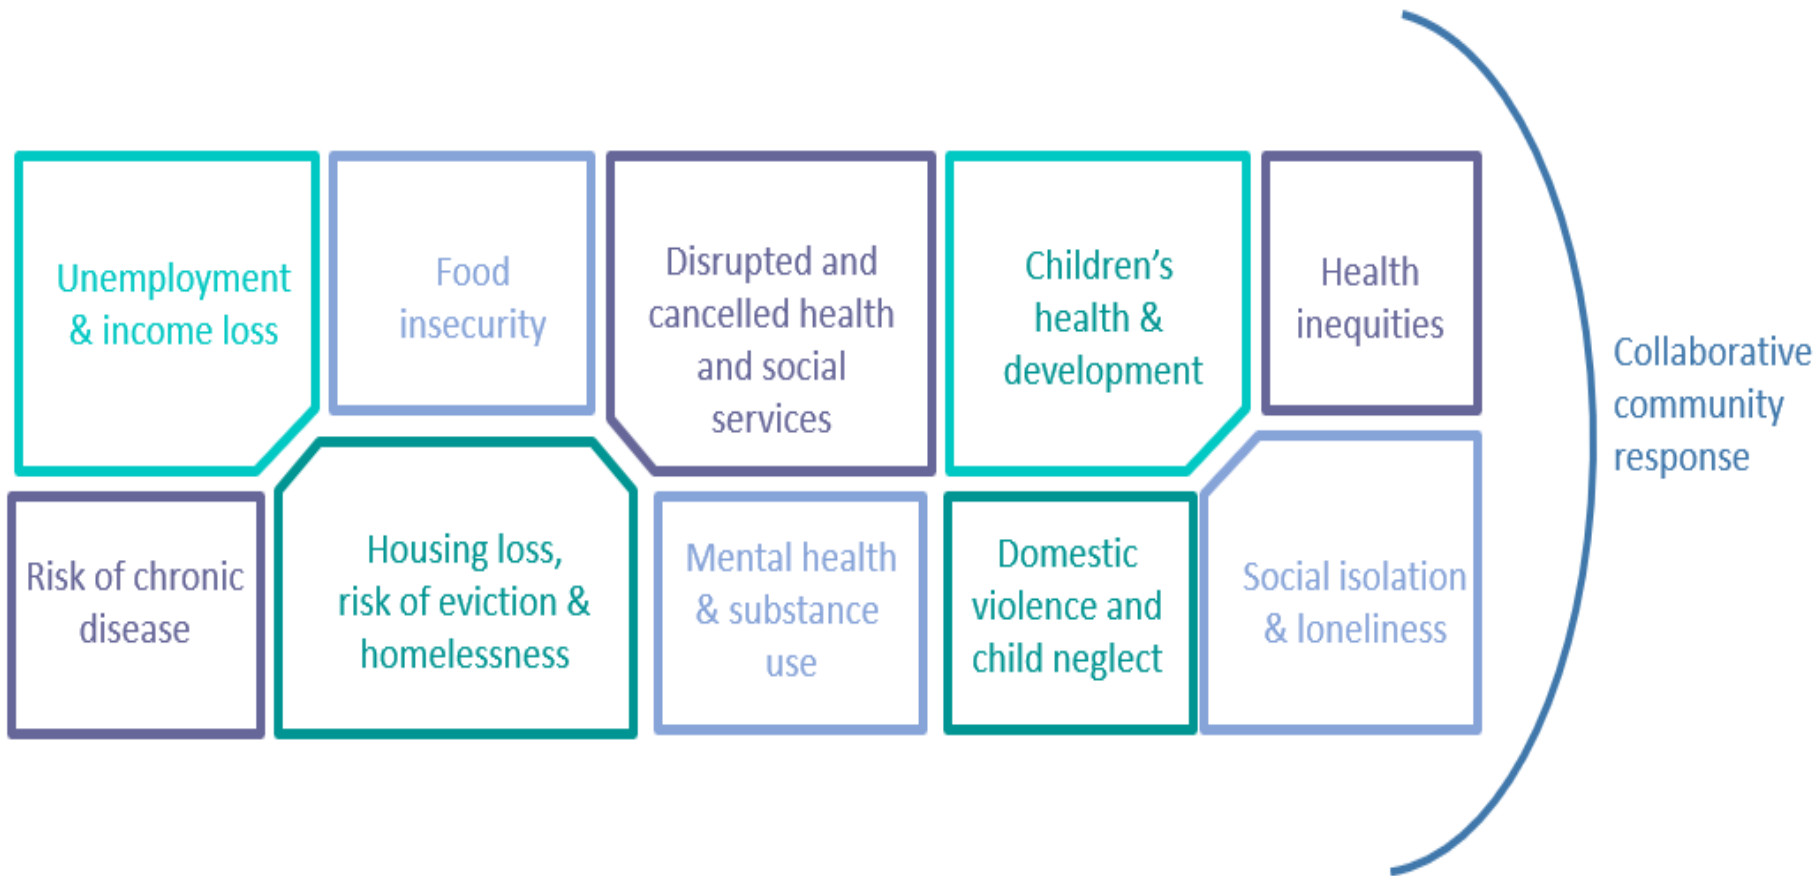 Unemployment
& income loss
Food
insecurity
Disrupted and
cancelled health
and social
services
Children’s
health &
development
Health
inequities
Risk of chronic
disease
Housing loss,
risk of eviction &
homelessness
Mental health
& substance
use
Domestic
violence and
child neglect
Social isolation
& loneliness
Collaborative
community
response